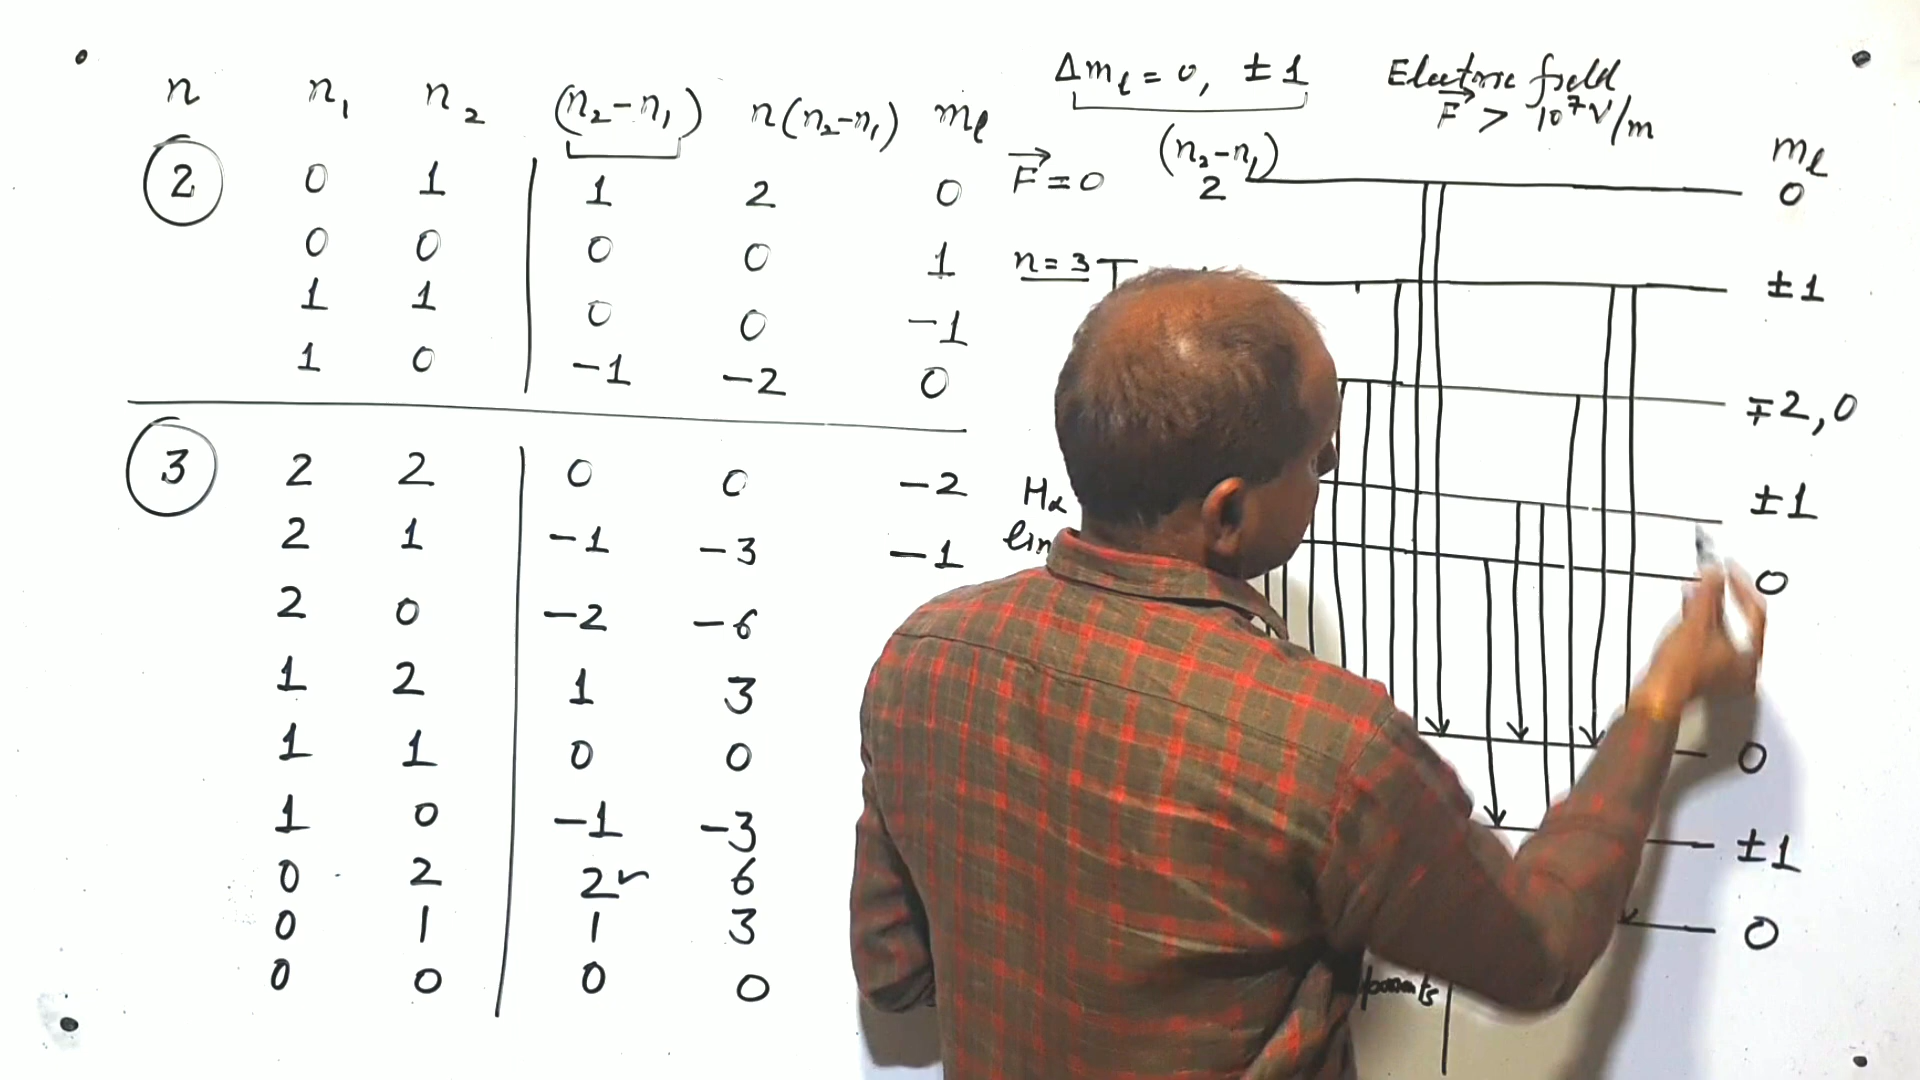 n n₁ n₂ (n₂-n₁) n(n₂-n₁) mℓ
2 0 1 1 2 0
0 0 0 0 1
1 1 0 0 -1
1 0 -1 -2 0
3 2 2 0 0 -2
2 1 -1 -3 -1
2 0 -2 -6
1 2 1 3
1 1 0 0
1 0 -1 -3
0 2 2 6
0 1 1 3
0 0 0 0
Δmℓ = 0, ±1
Electric field
F⃗ > 10⁷V/m
F⃗ = 0
(n₂-n₁)
mℓ
2 0
n = 3
±1
∓2, 0
Hα
±1
0
0
±1
0